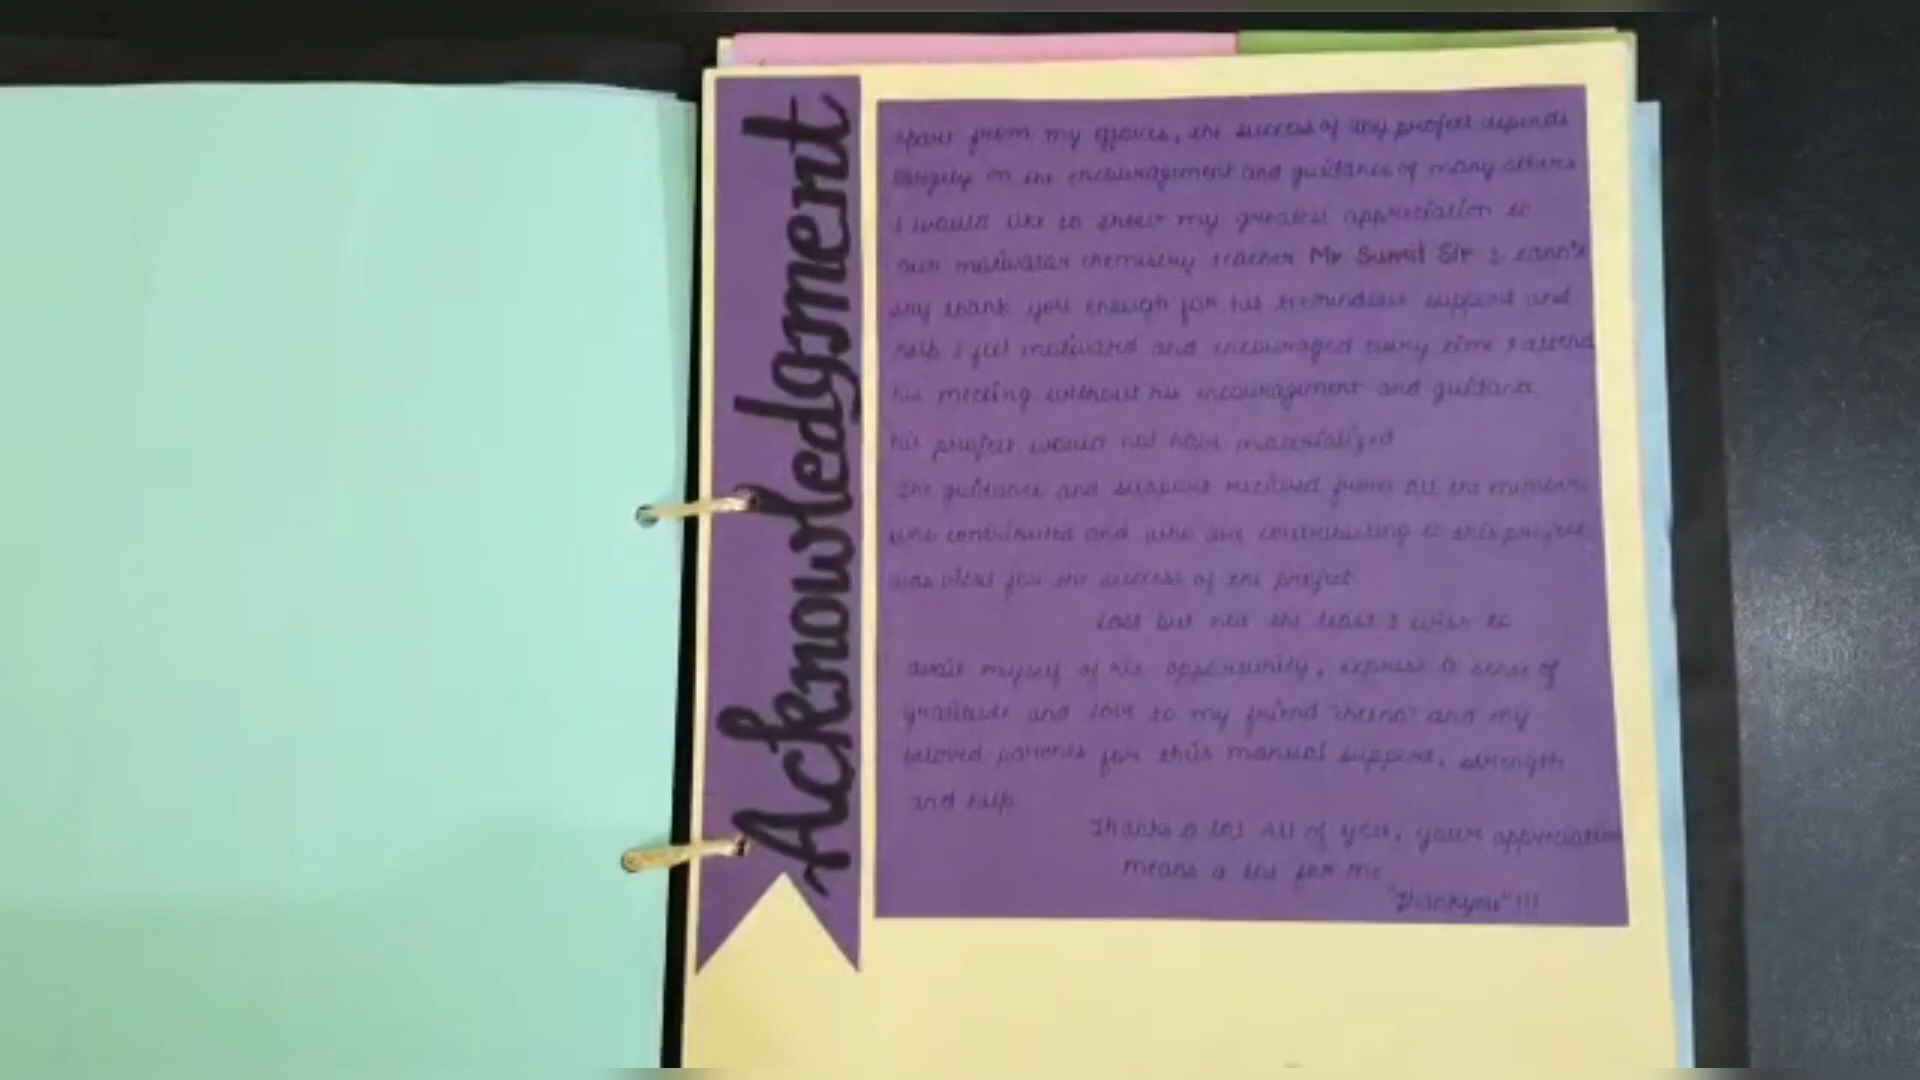 Acknowledgment
Apart from my efforts, the success of any project depends
largely on the encouragement and guidance of many others
I would like to show my greatest appreciation to
our motivator chemistry teacher Mr Sumit Sir I cann't
say thank you enough for his tremendous support and
help I feel motivated and encouraged every time I attend
his meeting without his encouragement and guidance
his project would not have materialized
The guidance and support recieved from all the members
who contributed and who are contributing to this project
was vital for the success of the project
Last but not the least I wish to
avail myself of his opportunity, express a sense of
gratitude and love to my friend and my
beloved parents for their manual support, strength
and help
Thanks a lot All of you, your appreciation
means a lot for me
"Thankyou"!!!